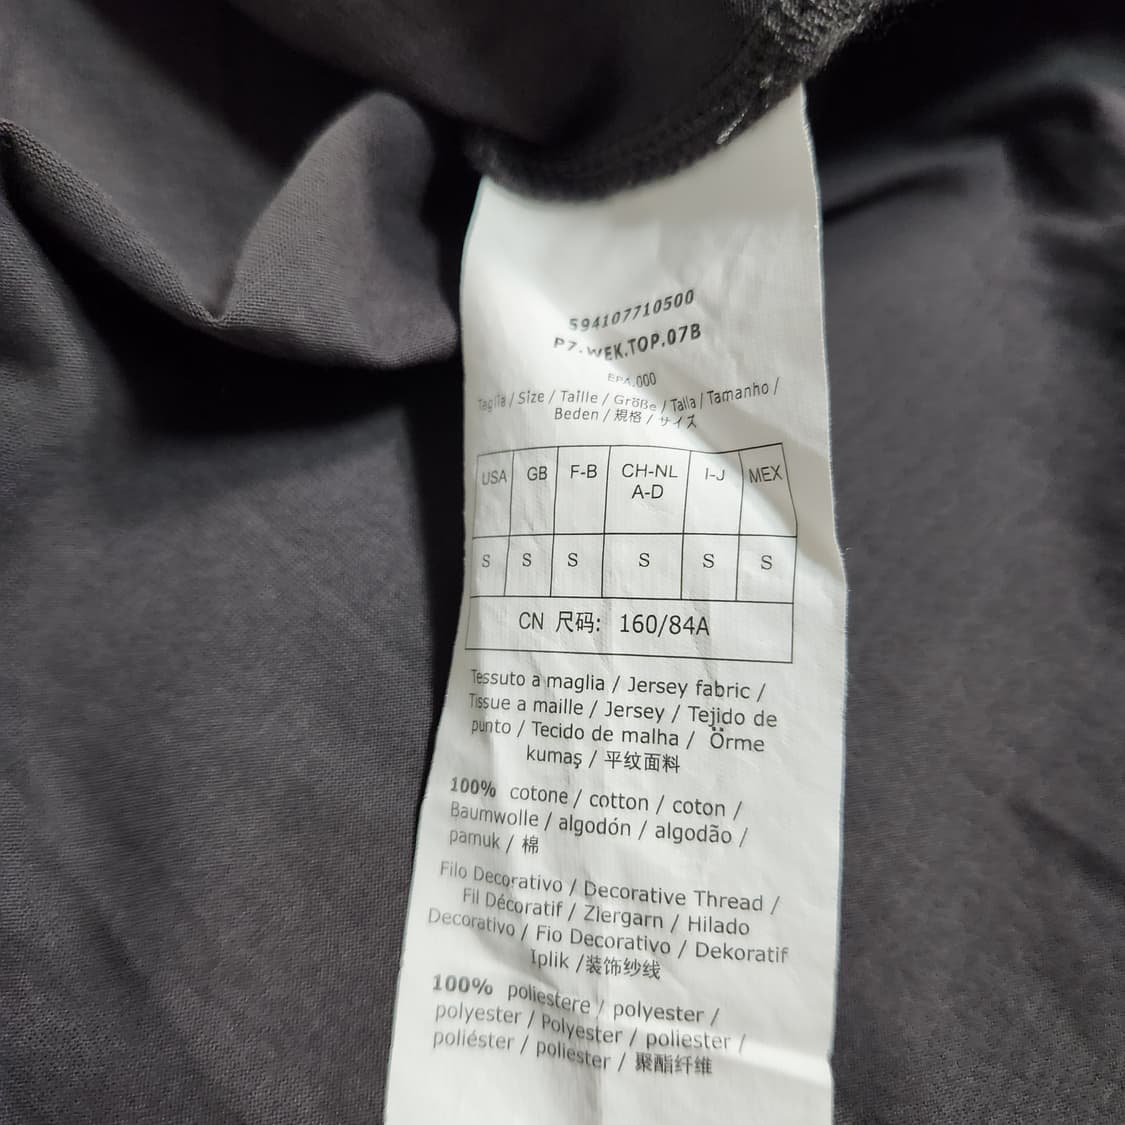 594107710500
P7.WEK.TOP.07B
EPA.000
Taglia / Size / Taille / Größe / Talla / Tamanho /
Beden / 規格 / サイズ
USA GB F-B CH-NL A-D I-J MEX
S S S S S S
CN 尺码: 160/84A
Tessuto a maglia / Jersey fabric /
Tissue a maille / Jersey / Tejido de
punto / Tecido de malha / Örme
kumaş / 平纹面料
100% cotone / cotton / coton /
Baumwolle / algodón / algodão /
pamuk / 棉
Filo Decorativo / Decorative Thread /
Fil Décoratif / Ziergarn / Hilado
Decorativo / Fio Decorativo / Dekoratif
İplik /装饰纱线
100% poliestere / polyester /
polyester / Polyester / poliester /
poliéster / poliester / 聚酯纤维